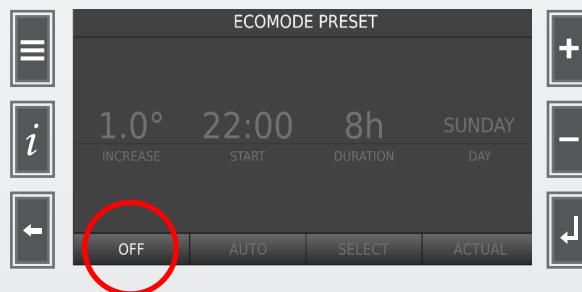 ECOMODE PRESET
1.0° 22:00 8h SUNDAY
INCREASE START DURATION DAY
OFF AUTO SELECT ACTUAL
i
+
-